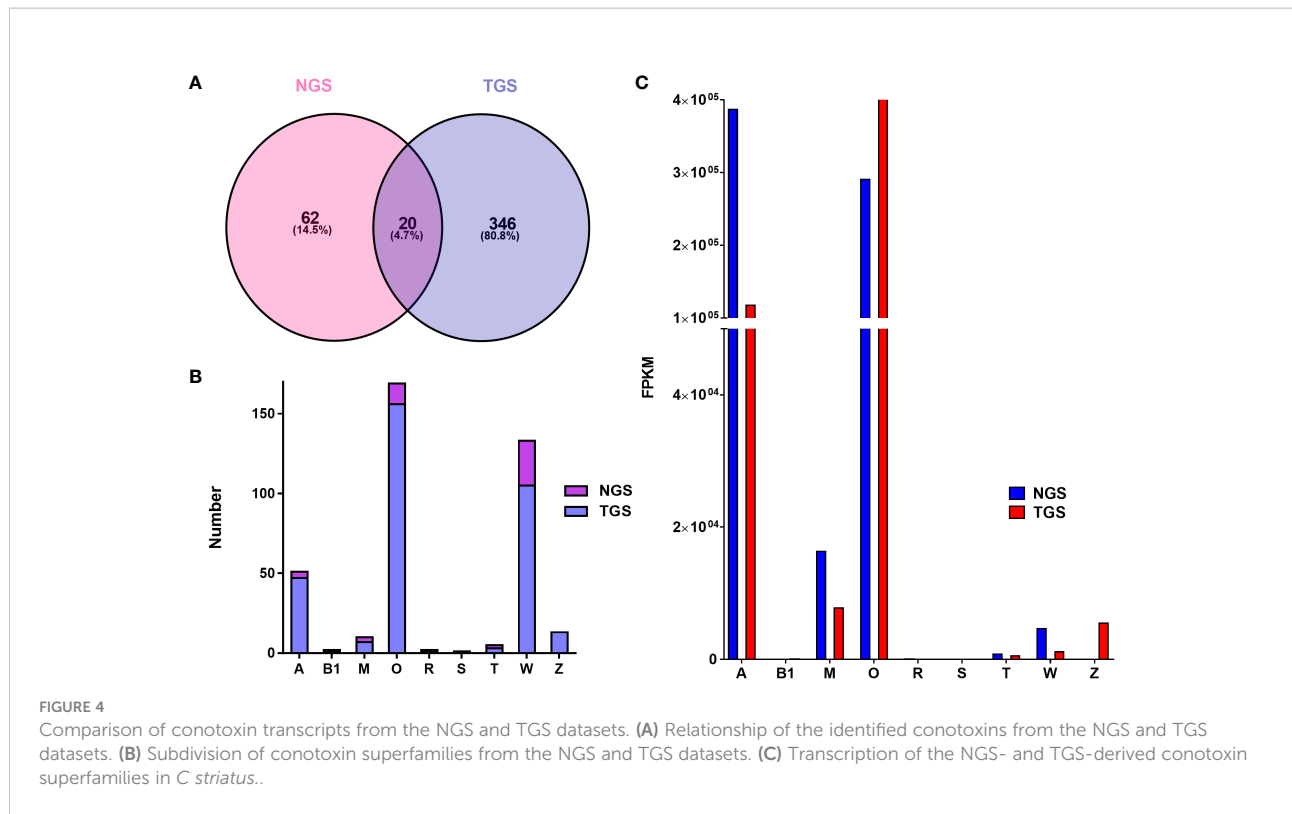 A
NGS
TGS
62
(14.5%)
20
(4.7%)
346
(80.8%)
B
Number
150
100
50
0
A B1 M O R S T W Z
NGS
TGS
C
FPKM
4×10⁰⁵
3×10⁰⁵
2×10⁰⁵
1×10⁰⁵
4×10⁰⁴
2×10⁰⁴
0
A B1 M O R S T W Z
NGS
TGS
FIGURE 4
Comparison of conotoxin transcripts from the NGS and TGS datasets. (A) Relationship of the identified conotoxins from the NGS and TGS
datasets. (B) Subdivision of conotoxin superfamilies from the NGS and TGS datasets. (C) Transcription of the NGS- and TGS-derived conotoxin
superfamilies in C striatus..